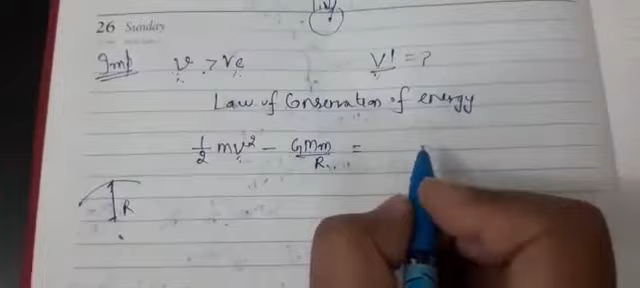 26 Sunday
Imp v > ve v! = ?
Law of Conservation of energy
1/2 mv² - GMm/R =
R